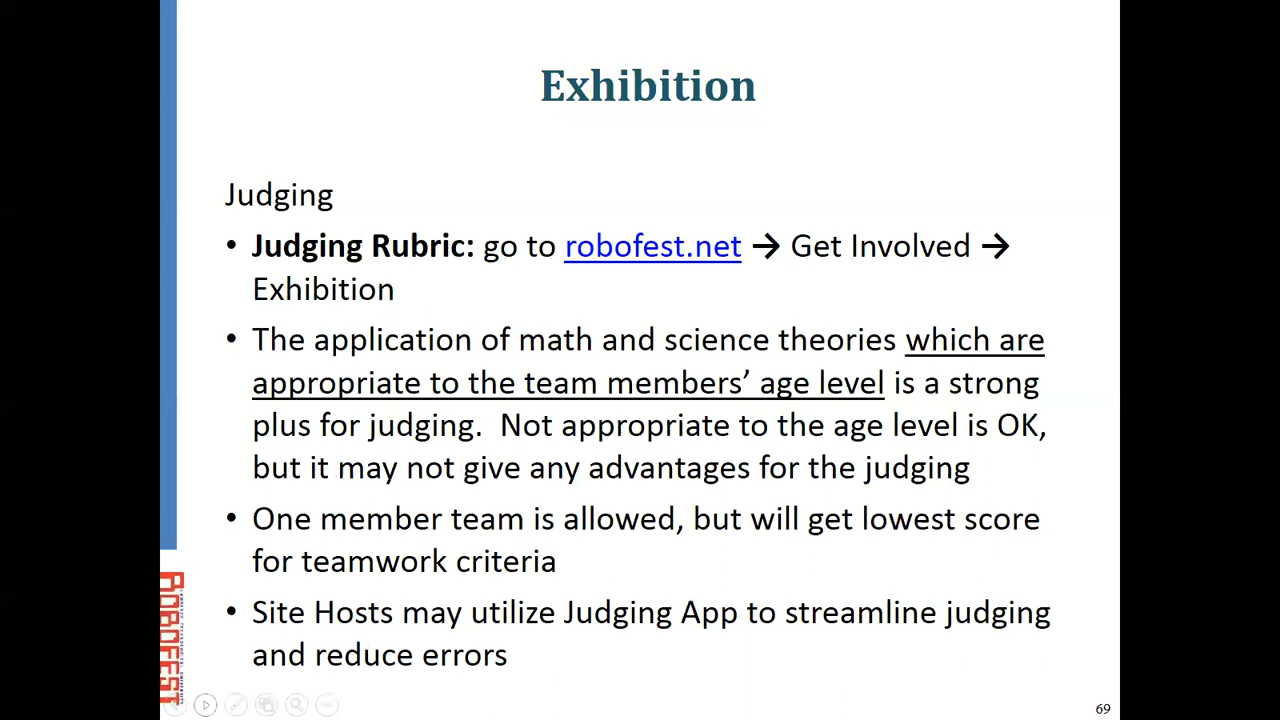 Exhibition
Judging
• Judging Rubric: go to robofest.net → Get Involved →
Exhibition
• The application of math and science theories which are
appropriate to the team members’ age level is a strong
plus for judging.  Not appropriate to the age level is OK,
but it may not give any advantages for the judging
• One member team is allowed, but will get lowest score
for teamwork criteria
• Site Hosts may utilize Judging App to streamline judging
and reduce errors
ROBOFEST
69